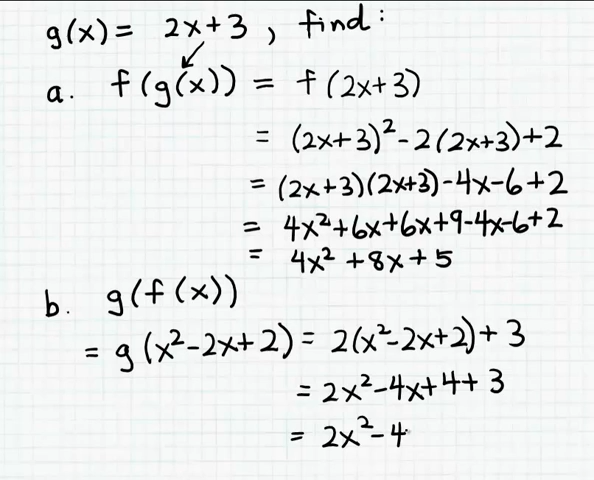 g(x) = 2x+3, find:
a. f(g(x)) = f(2x+3)
= (2x+3)²-2(2x+3)+2
= (2x+3)(2x+3)-4x-6+2
= 4x²+6x+6x+9-4x-6+2
= 4x²+8x+5
b. g(f(x))
= g(x²-2x+2) = 2(x²-2x+2)+3
= 2x²-4x+4+3
= 2x²-4